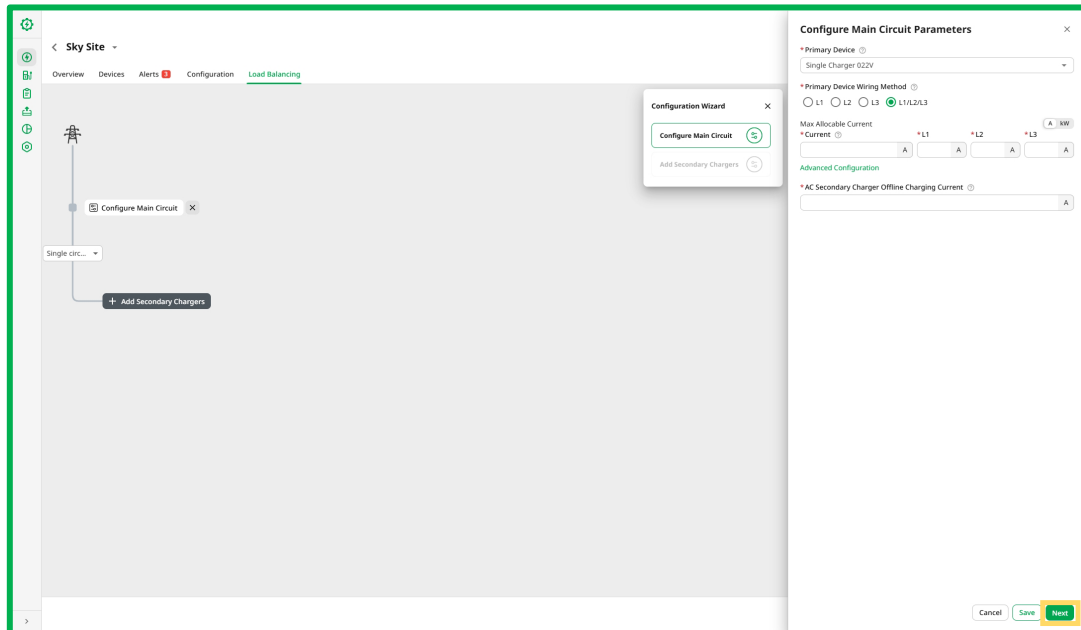 Sky Site
Overview Devices Alerts 3 Configuration Load Balancing
Configure Main Circuit
Single circ...
+ Add Secondary Chargers
Configuration Wizard
Configure Main Circuit
Add Secondary Chargers
Configure Main Circuit Parameters
* Primary Device
Single Charger 022V
* Primary Device Wiring Method
L1 L2 L3 L1/L2/L3
Max Allocable Current A kW
* Current * L1 * L2 * L3
A A A A
Advanced Configuration
* AC Secondary Charger Offline Charging Current
A
Cancel Save Next